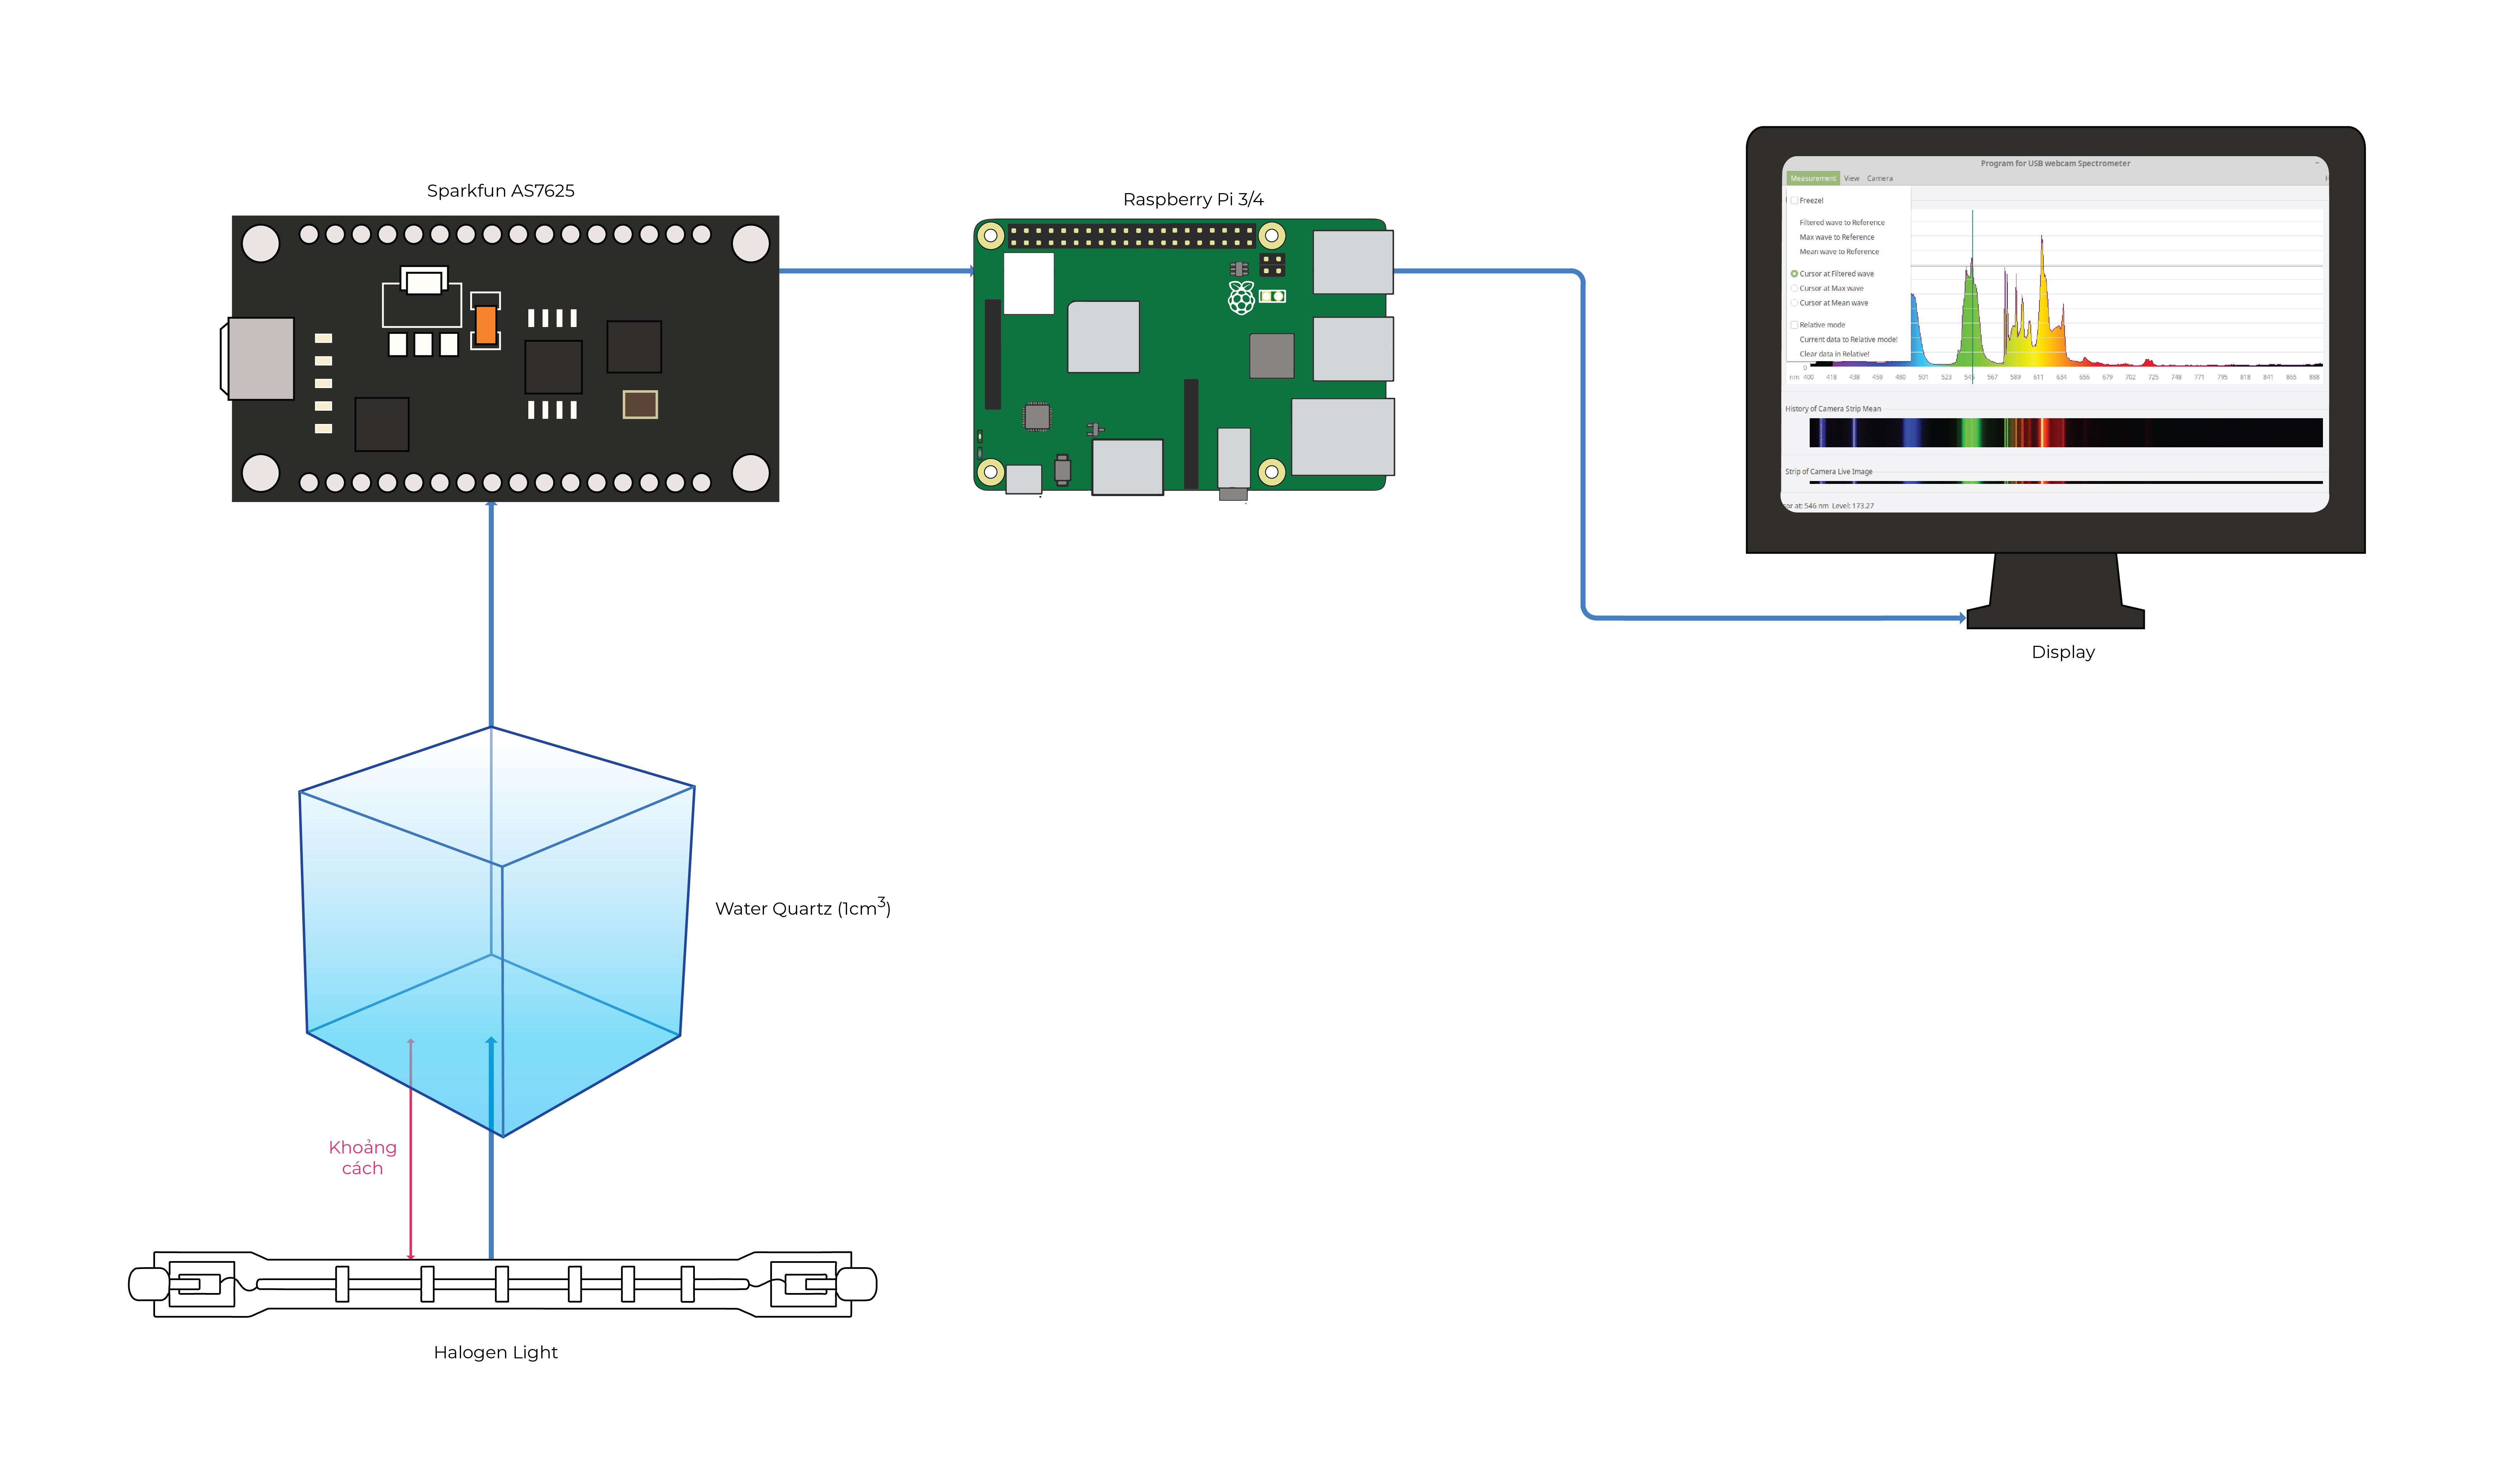 Sparkfun AS7625
Raspberry Pi 3/4
Program for USB webcam Spectrometer
Measurement View Camera
Freeze!
Filtered wave to Reference
Max wave to Reference
Mean wave to Reference
Cursor at Filtered wave
Cursor at Max wave
Cursor at Mean wave
Relative mode
Current data to Relative mode!
Clear data in Relative!
0
nm 400 418 438 459 480 501 523 545 567 589 611 634 656 679 702 725 748 771 795 818 841 865 888
History of Camera Strip Mean
Strip of Camera Live Image
or at: 546 nm Level: 173.27
Display
Water Quartz (1cm³)
Khoảng
cách
Halogen Light